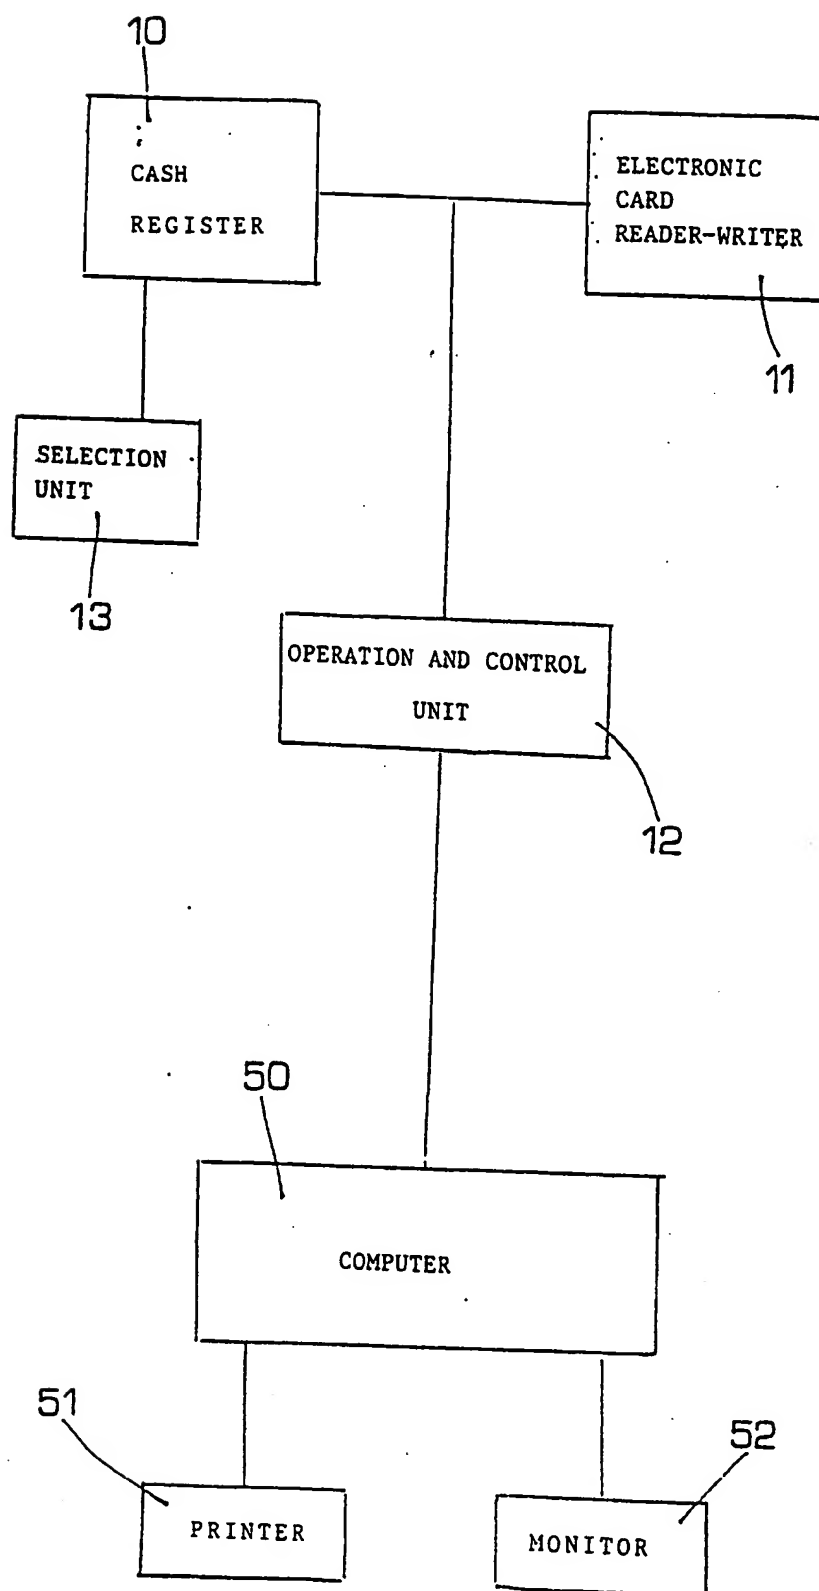 10
CASH
REGISTER
ELECTRONIC
CARD
READER-WRITER
11
SELECTION
UNIT
13
OPERATION AND CONTROL
UNIT
12
50
COMPUTER
51
PRINTER
52
MONITOR